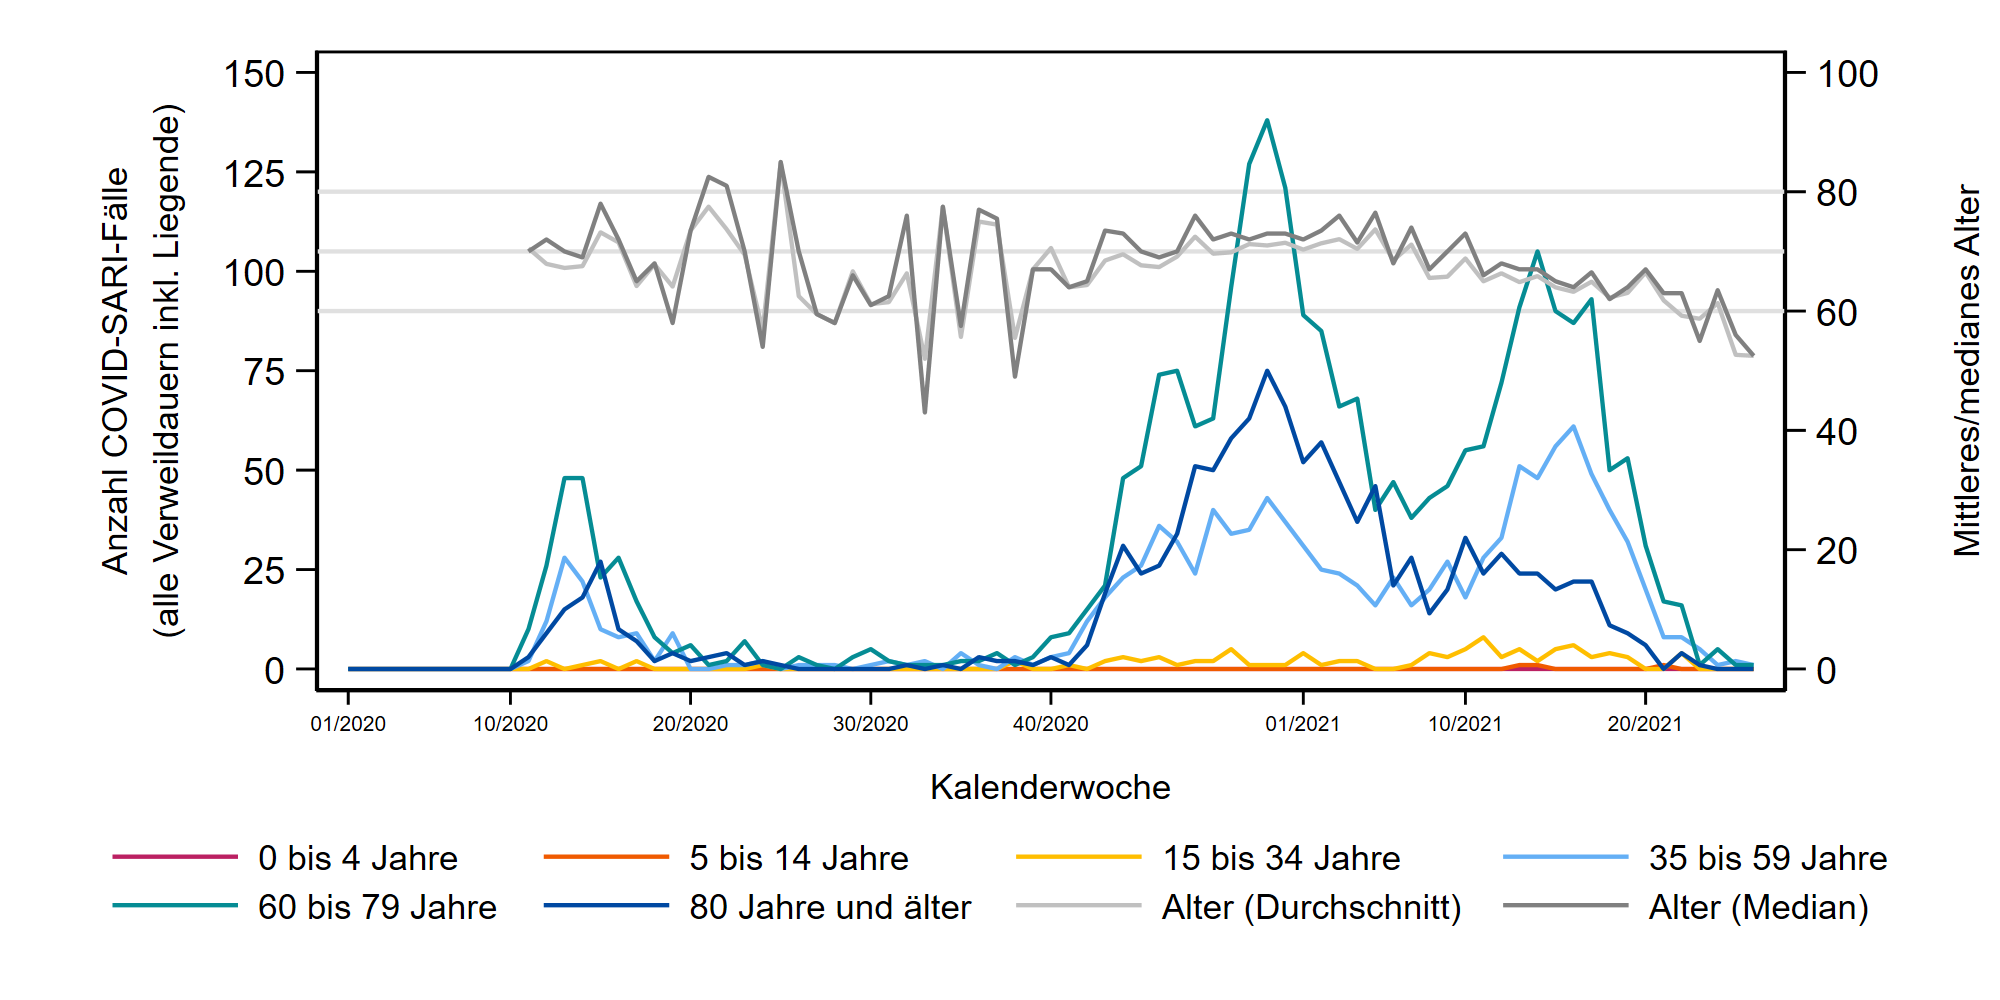 150
125
100
75
50
25
0
Anzahl COVID-SARI-Fälle
(alle Verweildauern inkl. Liegende)
100
80
60
40
20
0
Mittleres/medianes Alter
01/2020
10/2020
20/2020
30/2020
40/2020
01/2021
10/2021
20/2021
Kalenderwoche
0 bis 4 Jahre
5 bis 14 Jahre
15 bis 34 Jahre
35 bis 59 Jahre
60 bis 79 Jahre
80 Jahre und älter
Alter (Durchschnitt)
Alter (Median)